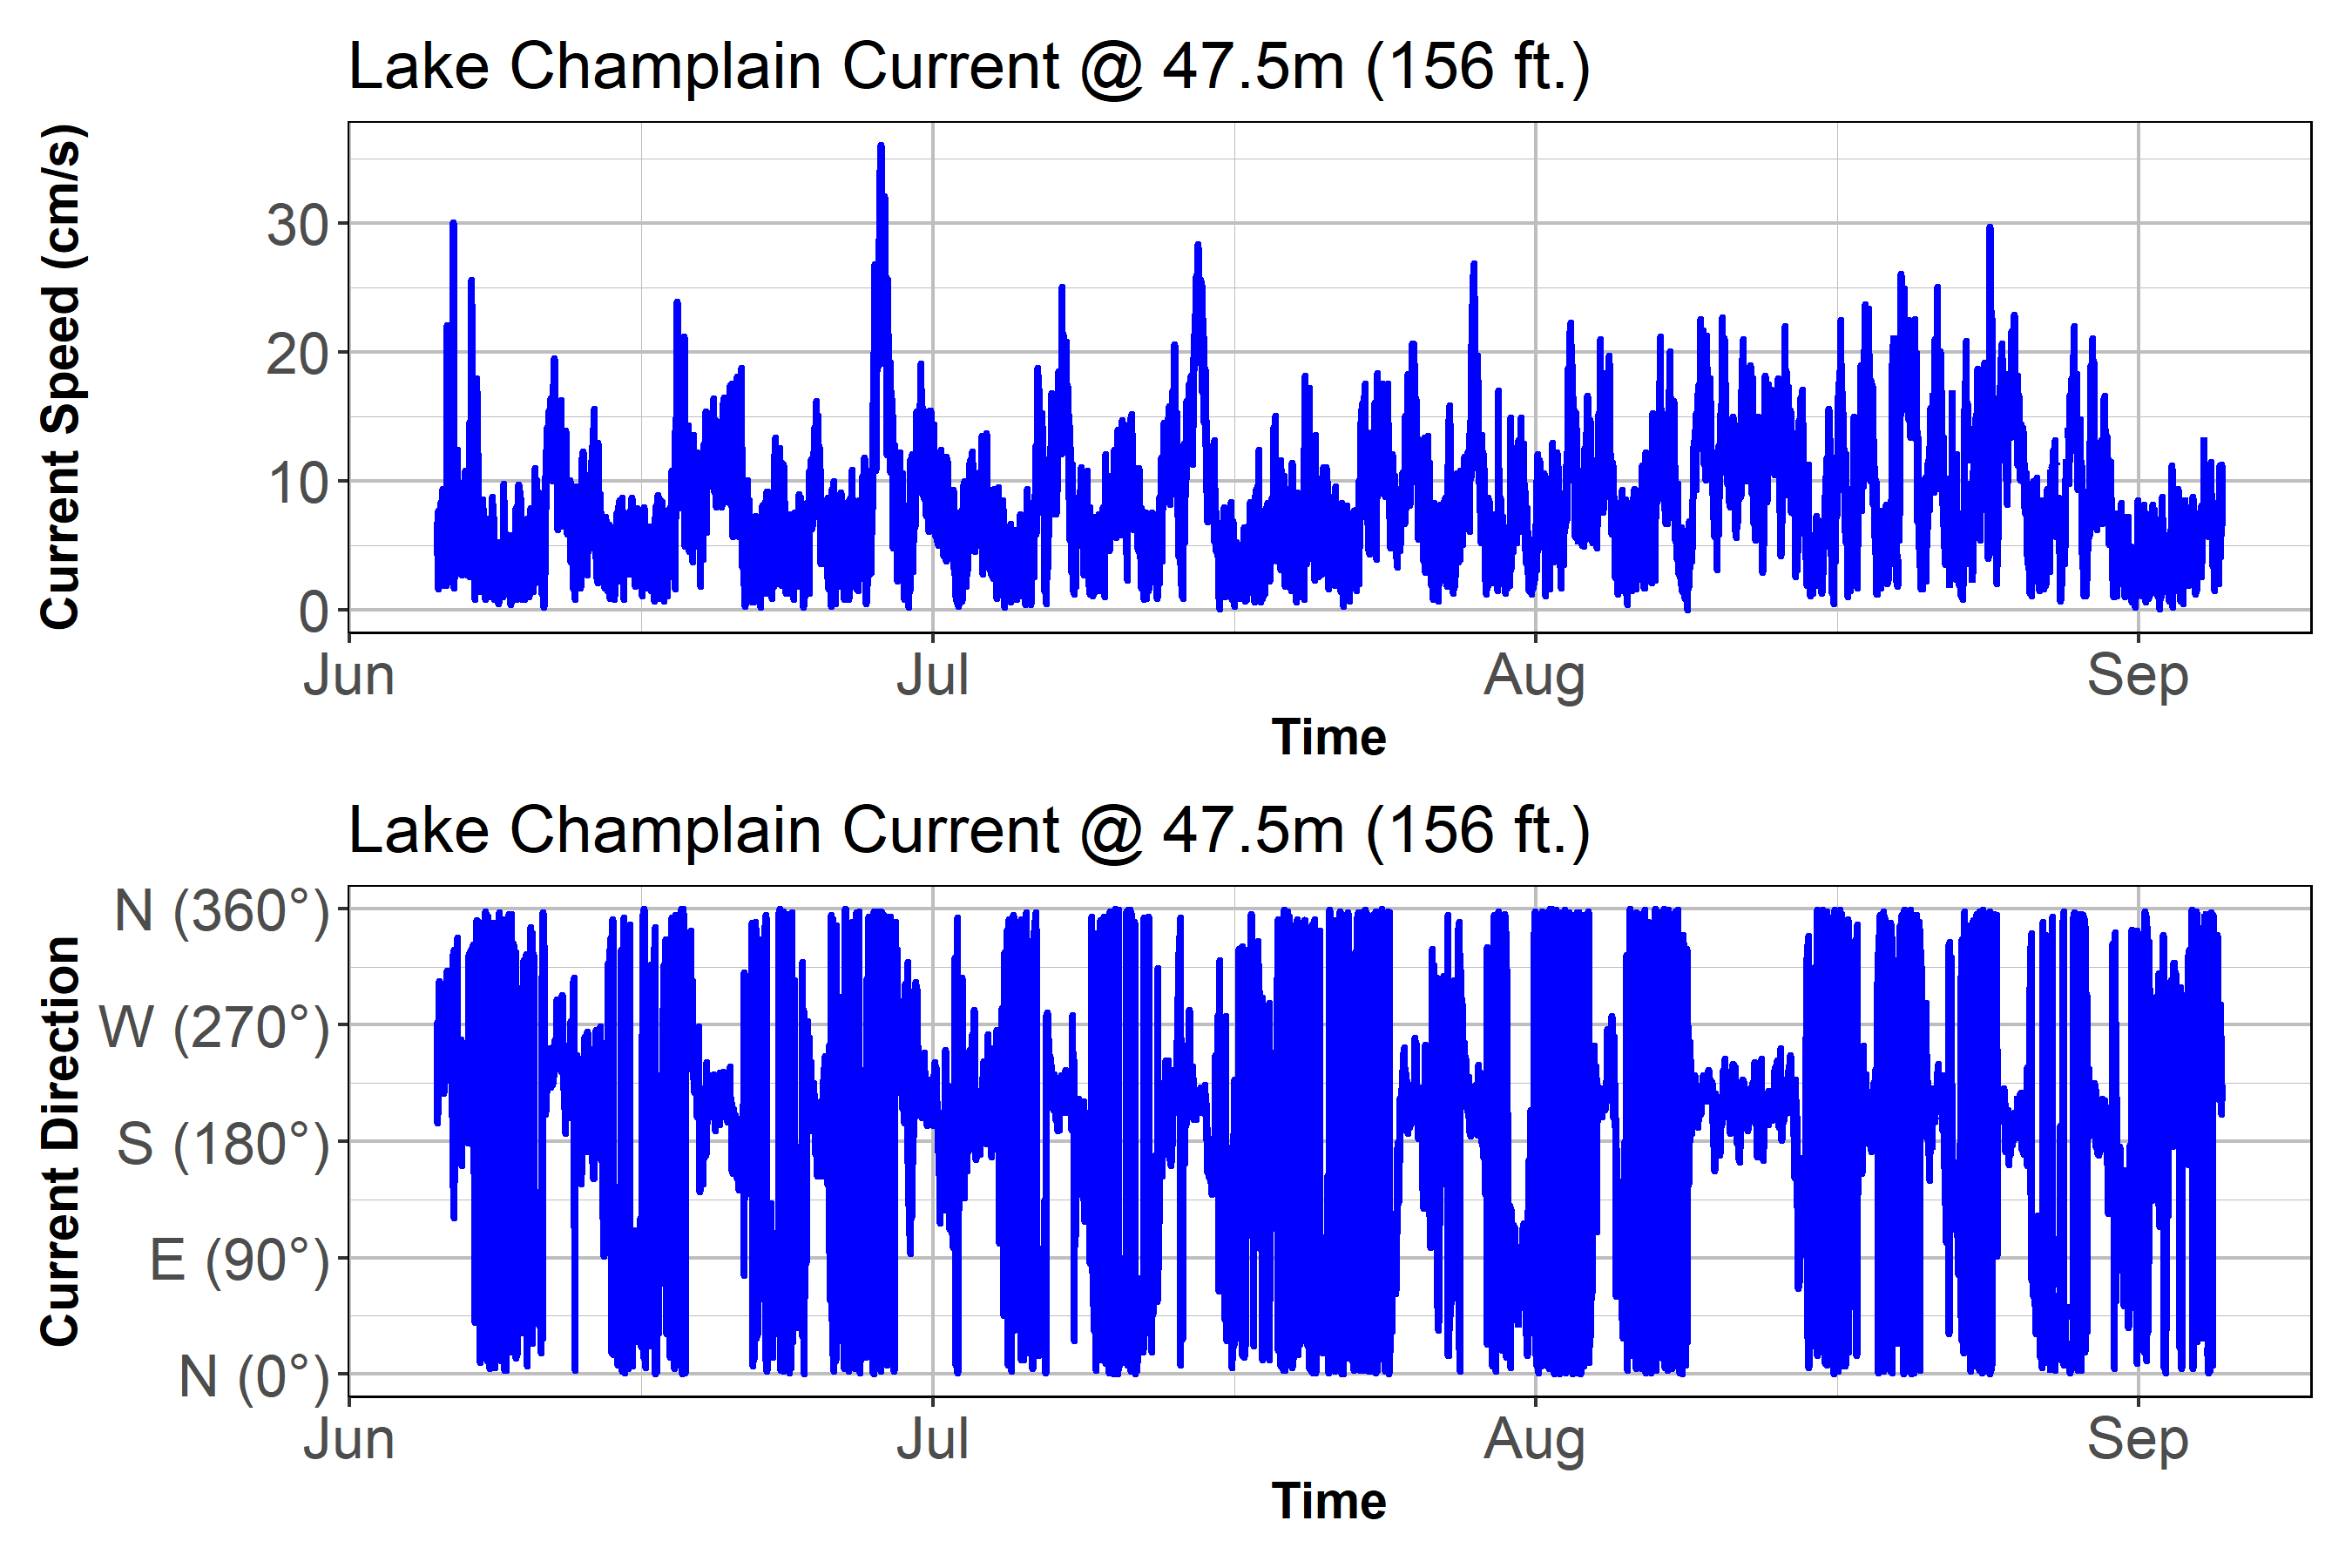 Lake Champlain Current @ 47.5m (156 ft.)
Current Speed (cm/s)
30
20
10
0
Jun Jul Aug Sep
Time
Lake Champlain Current @ 47.5m (156 ft.)
Current Direction
N (360°)
W (270°)
S (180°)
E (90°)
N (0°)
Jun Jul Aug Sep
Time